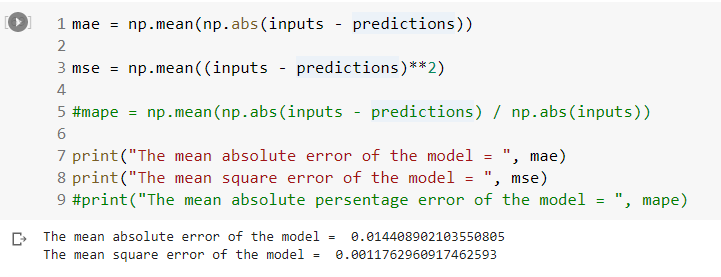 1 mae = np.mean(np.abs(inputs - predictions))
2
3 mse = np.mean((inputs - predictions)**2)
4
5 #mape = np.mean(np.abs(inputs - predictions) / np.abs(inputs))
6
7 print("The mean absolute error of the model = ", mae)
8 print("The mean square error of the model = ", mse)
9 #print("The mean absolute persentage error of the model = ", mape)
The mean absolute error of the model =  0.014408902103550805
The mean square error of the model =  0.0011762960917462593